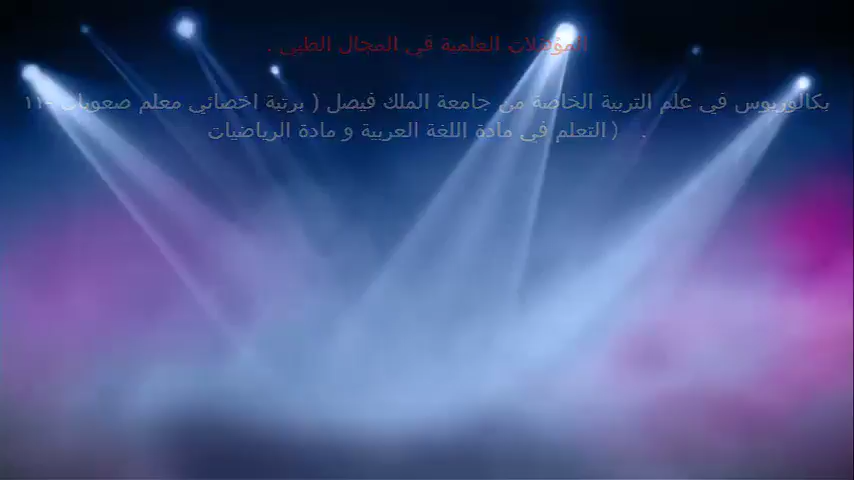 المؤهلات العلمية في المجال الطبي .
١١- بكالوريوس في علم التربية الخاصة من جامعة الملك فيصل ( برتبة اخصائي معلم صعوبات
التعلم في مادة اللغة العربية و مادة الرياضيات ) .